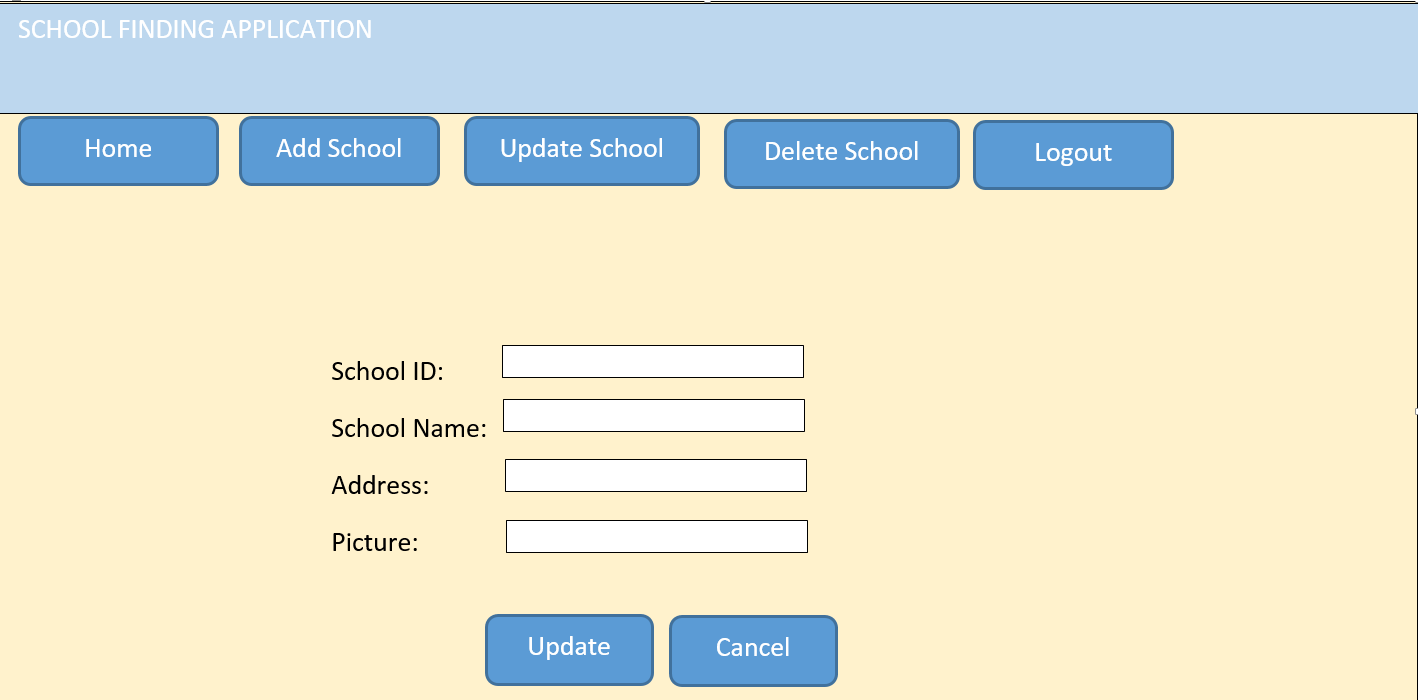 SCHOOL FINDING APPLICATION
Home Add School Update School Delete School Logout
School ID:
School Name:
Address:
Picture:
Update Cancel